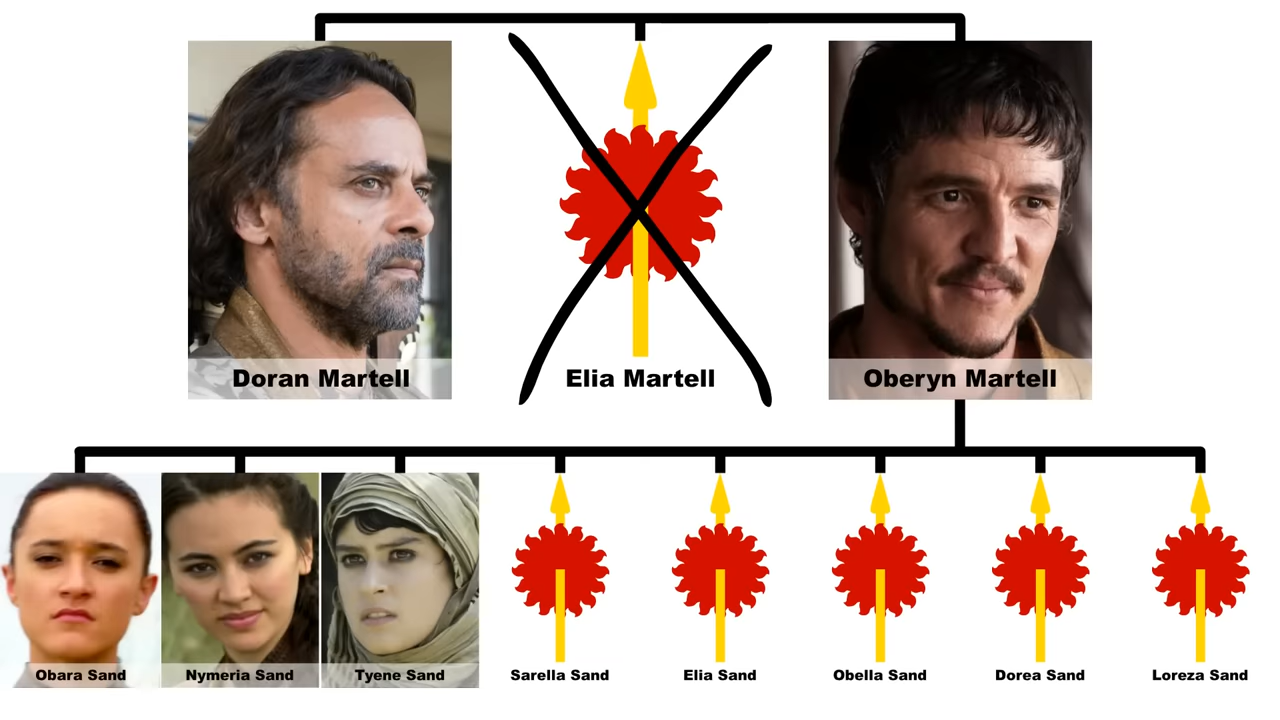 Doran Martell
Elia Martell
Oberyn Martell
Obara Sand
Nymeria Sand
Tyene Sand
Sarella Sand
Elia Sand
Obella Sand
Dorea Sand
Loreza Sand